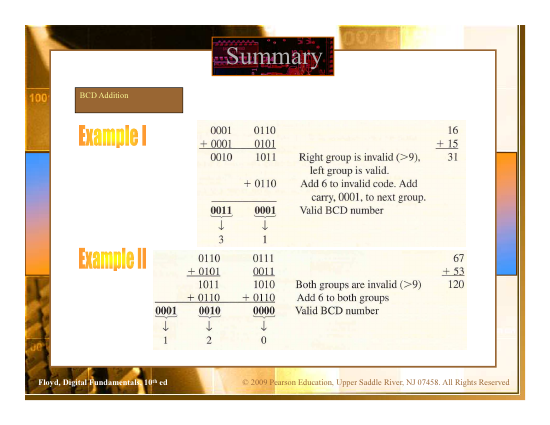 Summary
BCD Addition
Example I
0001 0110 16
+ 0001 0101 + 15
0010 1011 Right group is invalid (>9), 31
left group is valid.
+ 0110 Add 6 to invalid code. Add
carry, 0001, to next group.
0011 0001 Valid BCD number
↓ ↓
3 1
Example II
0110 0111 67
+ 0101 0011 + 53
1011 1010 Both groups are invalid (>9) 120
+ 0110 + 0110 Add 6 to both groups
0001 0010 0000 Valid BCD number
↓ ↓ ↓
1 2 0
Floyd, Digital Fundamentals, 10th ed
© 2009 Pearson Education, Upper Saddle River, NJ 07458. All Rights Reserved